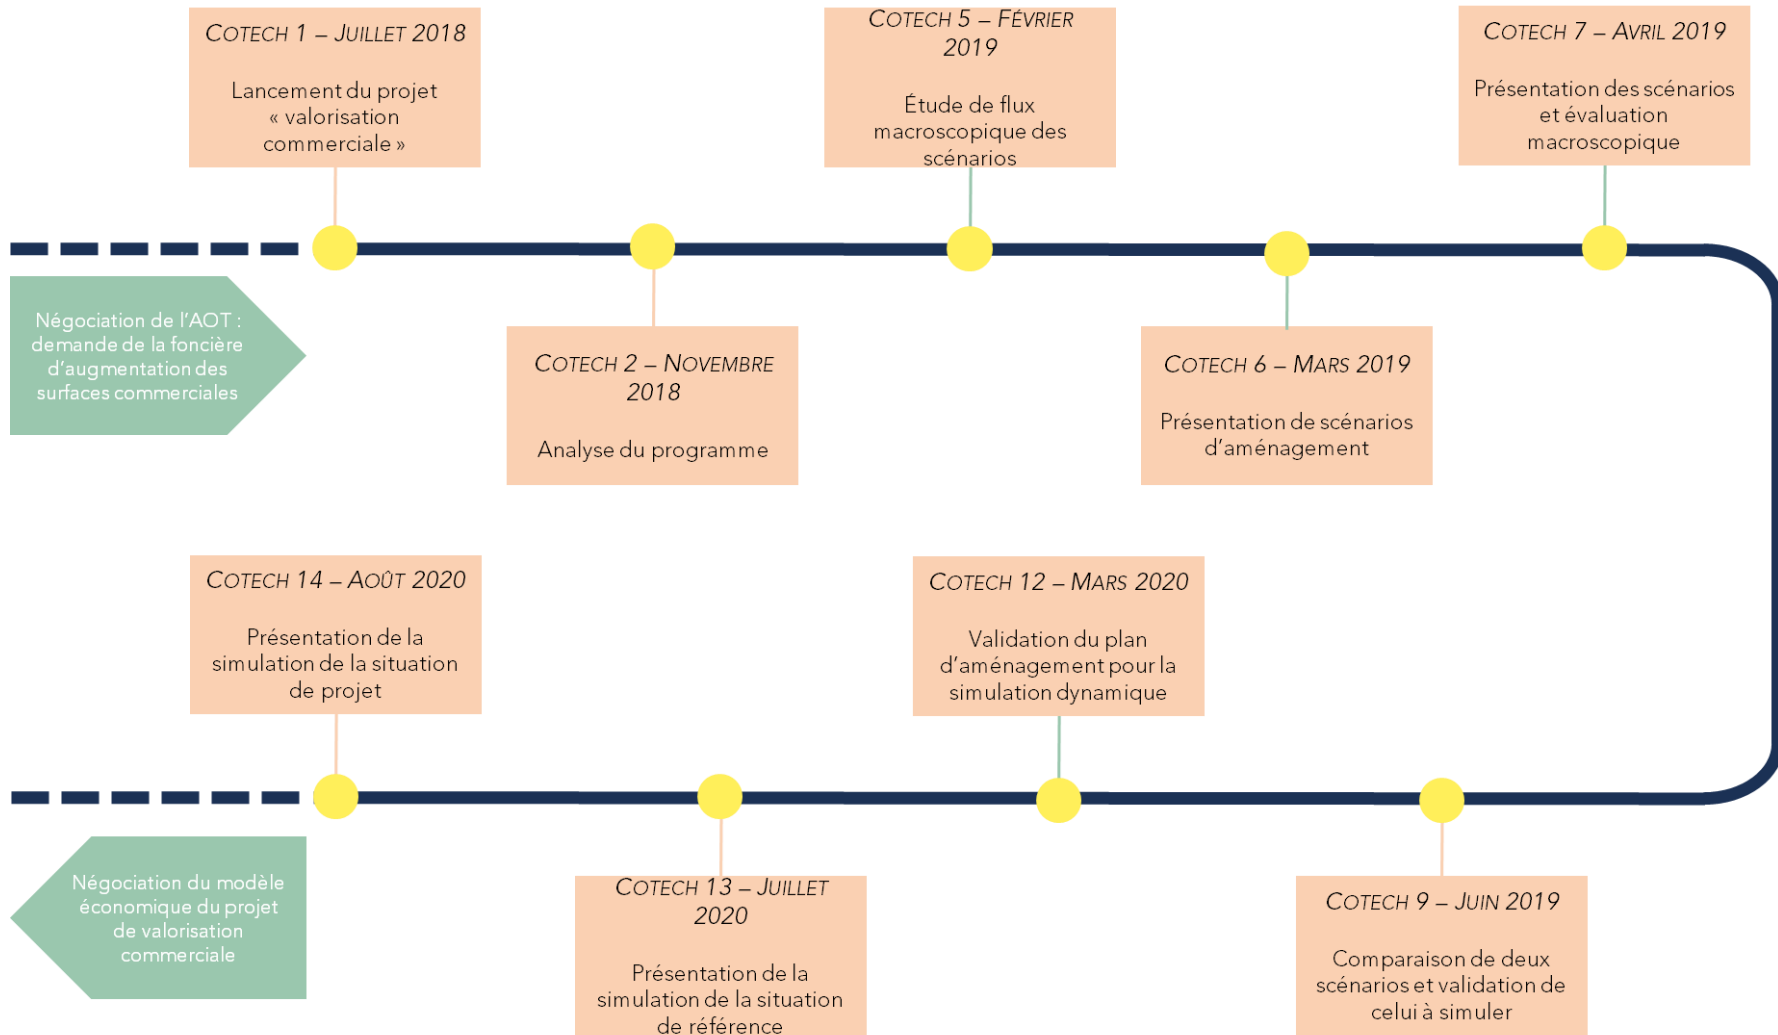 COTECH 1 – JUILLET 2018
Lancement du projet
« valorisation
commerciale »
COTECH 5 – FÉVRIER
2019
Étude de flux
macroscopique des
scénarios
COTECH 7 – AVRIL 2019
Présentation des scénarios
et évaluation
macroscopique
Négociation de l'AOT :
demande de la foncière
d'augmentation des
surfaces commerciales
COTECH 2 – NOVEMBRE
2018
Analyse du programme
COTECH 6 – MARS 2019
Présentation de scénarios
d'aménagement
COTECH 14 – AOÛT 2020
Présentation de la
simulation de la situation
de projet
COTECH 12 – MARS 2020
Validation du plan
d'aménagement pour la
simulation dynamique
Négociation du modèle
économique du projet
de valorisation
commerciale
COTECH 13 – JUILLET
2020
Présentation de la
simulation de la situation
de référence
COTECH 9 – JUIN 2019
Comparaison de deux
scénarios et validation de
celui à simuler